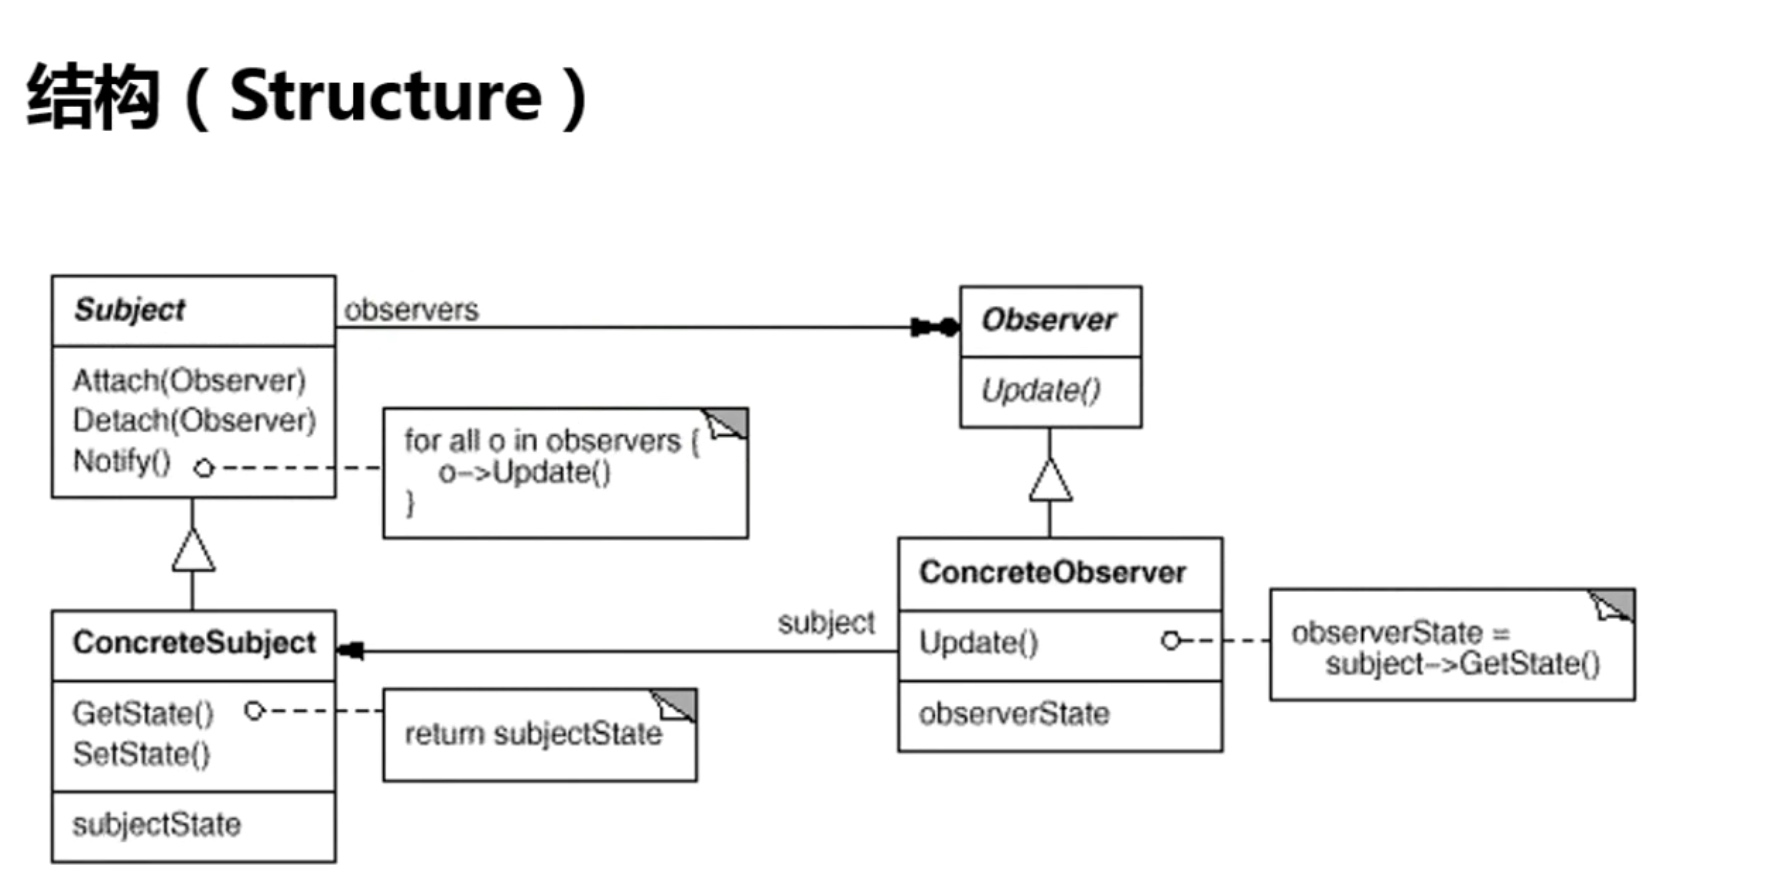 结构（Structure）
Subject
observers
Observer
Attach(Observer)
Detach(Observer)
Notify()
for all o in observers {
o->Update()
}
Update()
ConcreteObserver
Update()
observerState
observerState =
subject->GetState()
subject
ConcreteSubject
GetState()
SetState()
subjectState
return subjectState